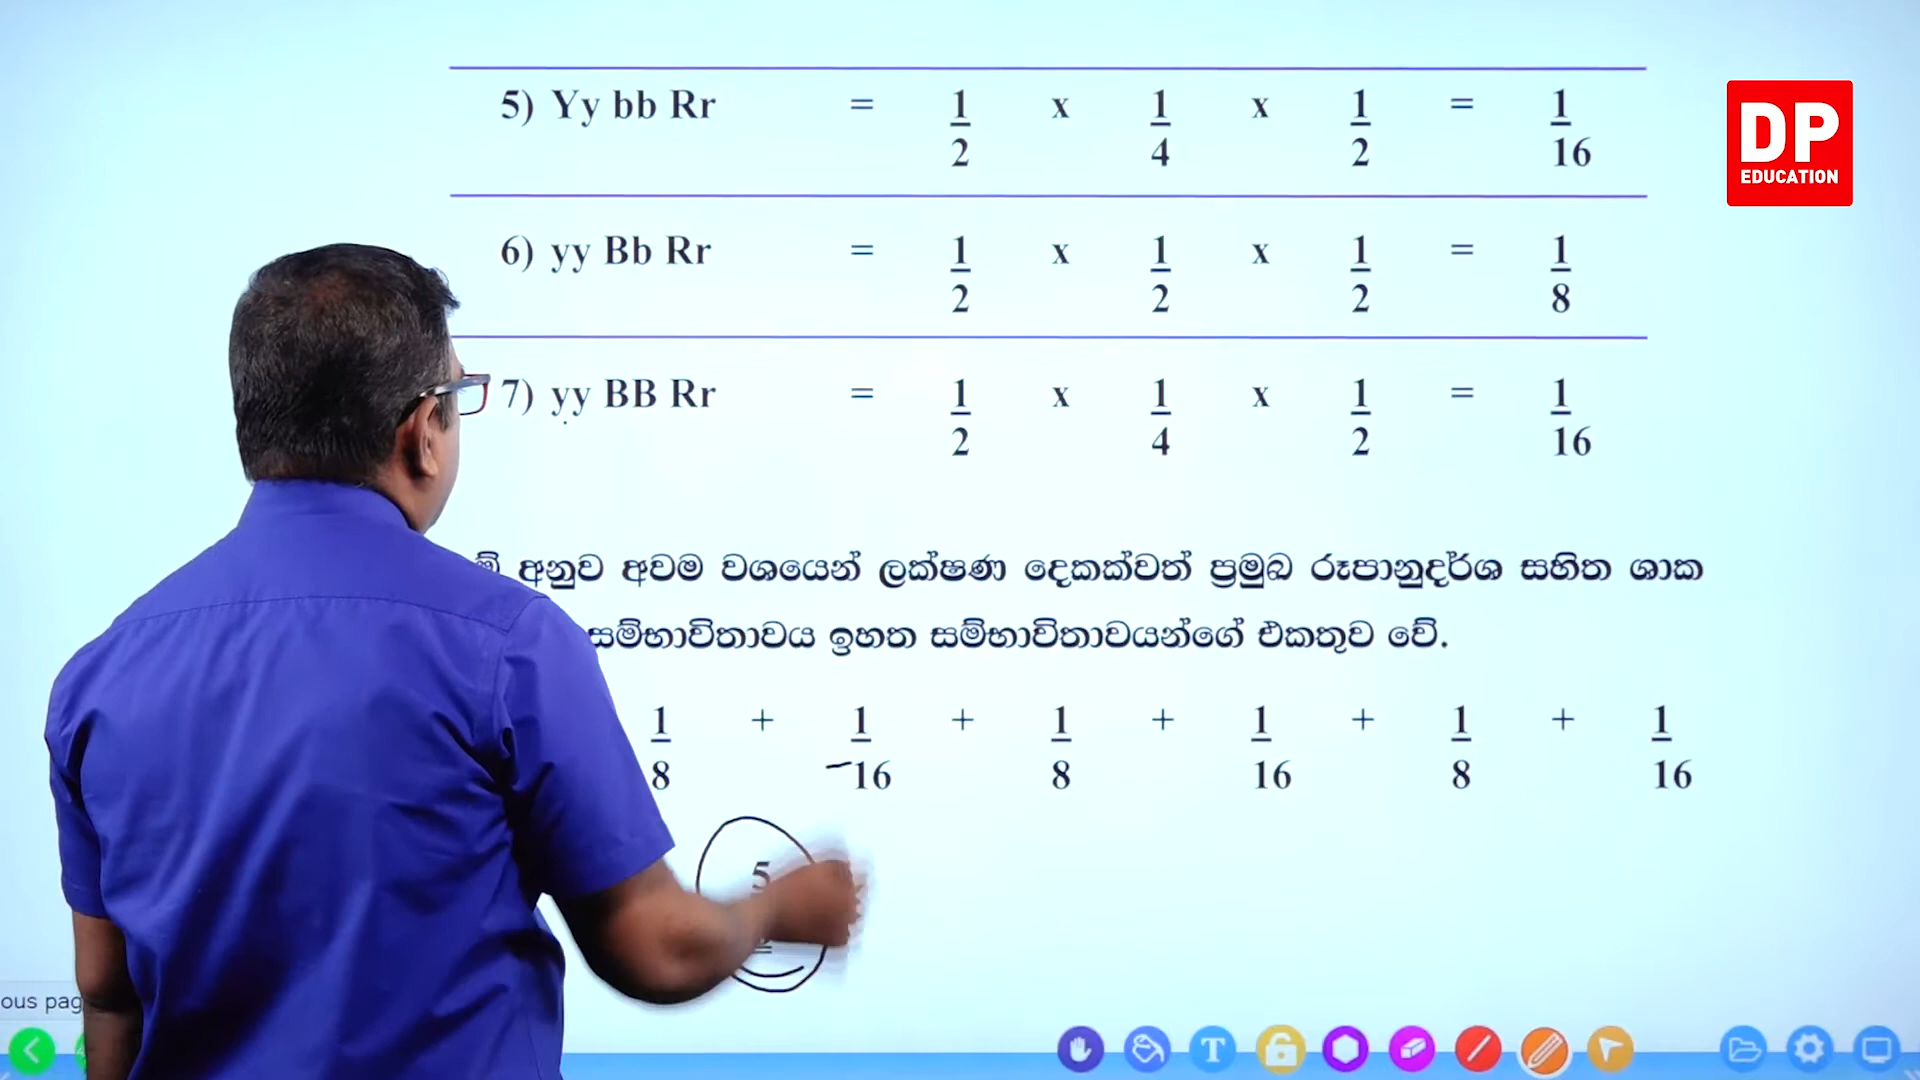 5) Yy bb Rr = 1/2 x 1/4 x 1/2 = 1/16
DP
EDUCATION
6) yy Bb Rr = 1/2 x 1/2 x 1/2 = 1/8
7) yy BB Rr = 1/2 x 1/4 x 1/2 = 1/16
අනුව අවම වශයෙන් ලක්ෂණ දෙකක්වත් ප්‍රමුඛ රූපානුදර්ශ සහිත ශාක
සම්භාවිතාවය ඉහත සම්භාවිතාවයන්ගේ එකතුව වේ.
1/8 + 1/16 + 1/8 + 1/16 + 1/8 + 1/16
5
T